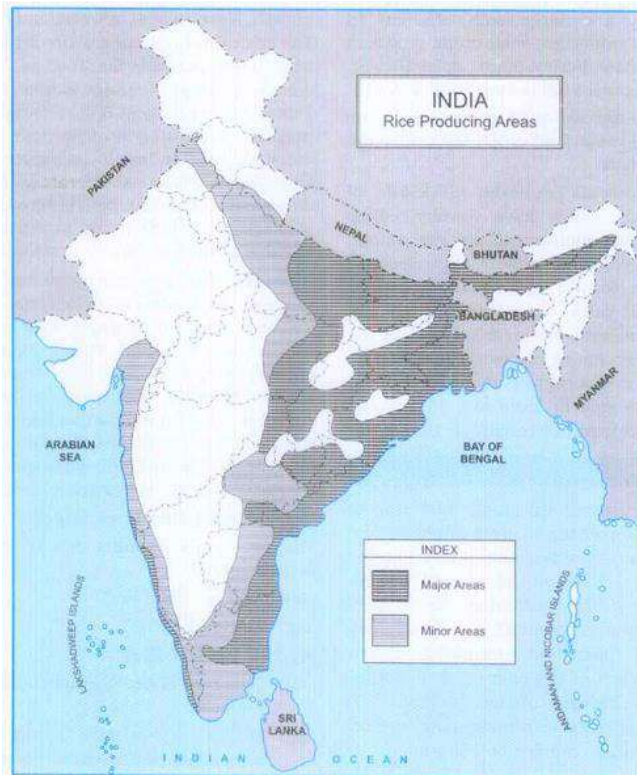 INDIA
Rice Producing Areas
PAKISTAN
NEPAL
BHUTAN
BANGLADESH
MYANMAR
ARABIAN
SEA
BAY OF
BENGAL
INDEX
Major Areas
Minor Areas
LAKSHADWEEP ISLANDS
ANDAMAN AND NICOBAR ISLANDS
SRI
LANKA
INDIAN OCEAN